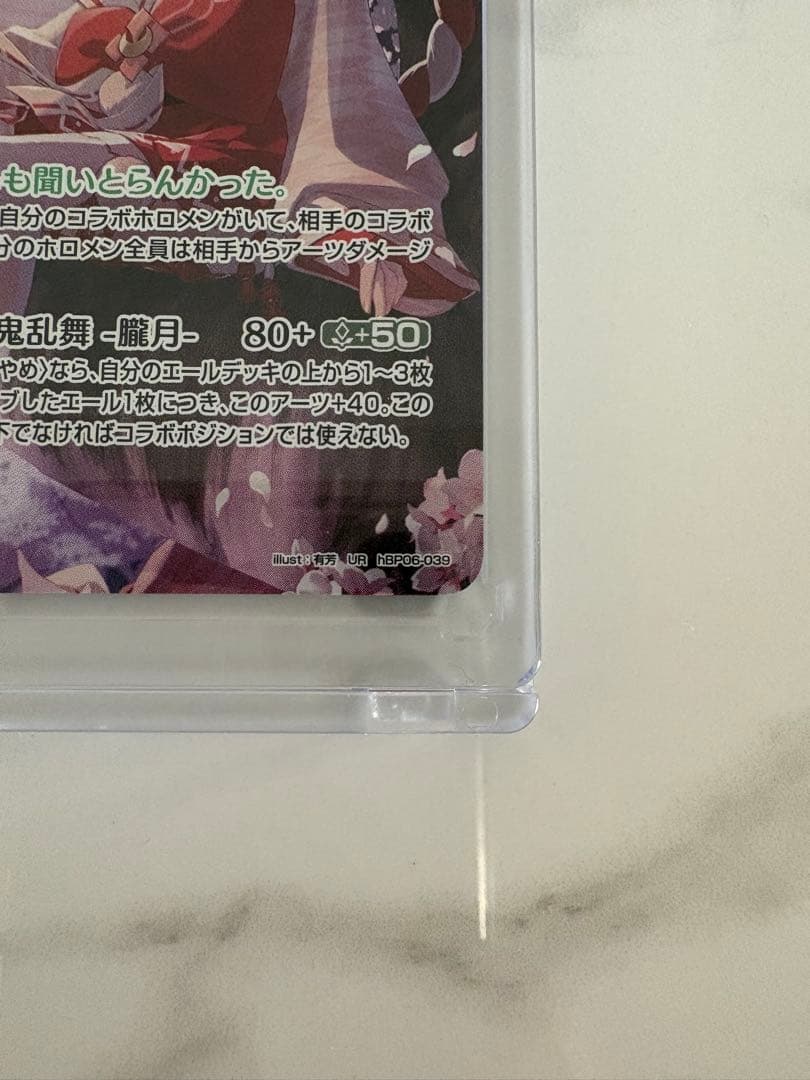 も聞いとらんかった。
自分のコラボホロメンがいて、相手のコラボ
分のホロメン全員は相手からアーツダメージ
鬼乱舞 -朧月- 80+ +50
やめ〉なら、自分のエールデッキの上から1～3枚
ブしたエール1枚につき、このアーツ+40。この
下でなければコラボポジションでは使えない。
illust：有芳 UR hBP06-039